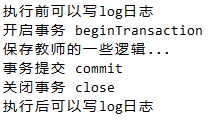 执行前可以写log日志
开启事务 beginTransaction
保存教师的一些逻辑...
事务提交 commit
关闭事务 close
执行后可以写log日志